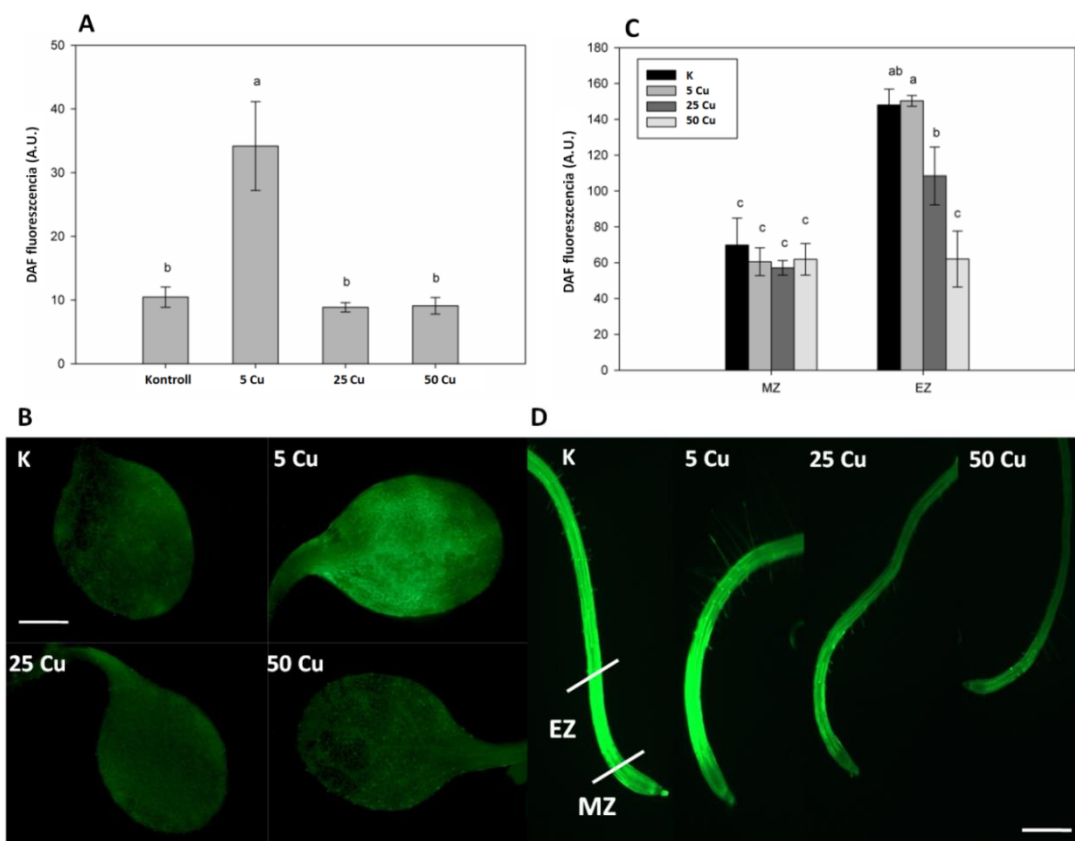 A
DAF fluoreszcencia (A.U.)
50
40
30
20
10
0
a
b
b
b
Kontroll 5 Cu 25 Cu 50 Cu
C
DAF fluoreszcencia (A.U.)
180
160
140
120
100
80
60
40
20
0
K
5 Cu
25 Cu
50 Cu
ab a
b
c c c c
c
MZ EZ
B
K 5 Cu
25 Cu 50 Cu
D
K 5 Cu 25 Cu 50 Cu
EZ
MZ